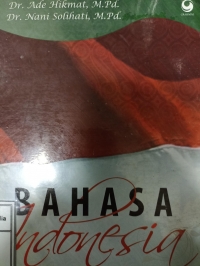 Dr. Ade Hikmat, M.Pd.
Dr. Nani Solihati, M.Pd.
BAHASA
Indonesia